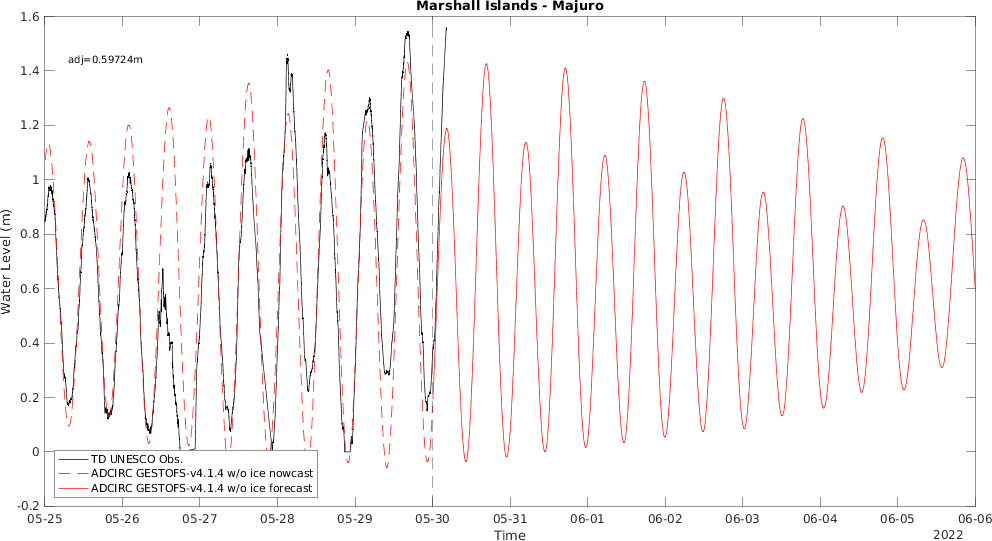 Marshall Islands - Majuro
1.6
1.4
1.2
1
0.8
0.6
0.4
0.2
0
-0.2
Water Level (m)
adj=0.59724m
TD UNESCO Obs.
ADCIRC GESTOFS-v4.1.4 w/o ice nowcast
ADCIRC GESTOFS-v4.1.4 w/o ice forecast
05-25 05-26 05-27 05-28 05-29 05-30 05-31 06-01 06-02 06-03 06-04 06-05 06-06
Time
2022